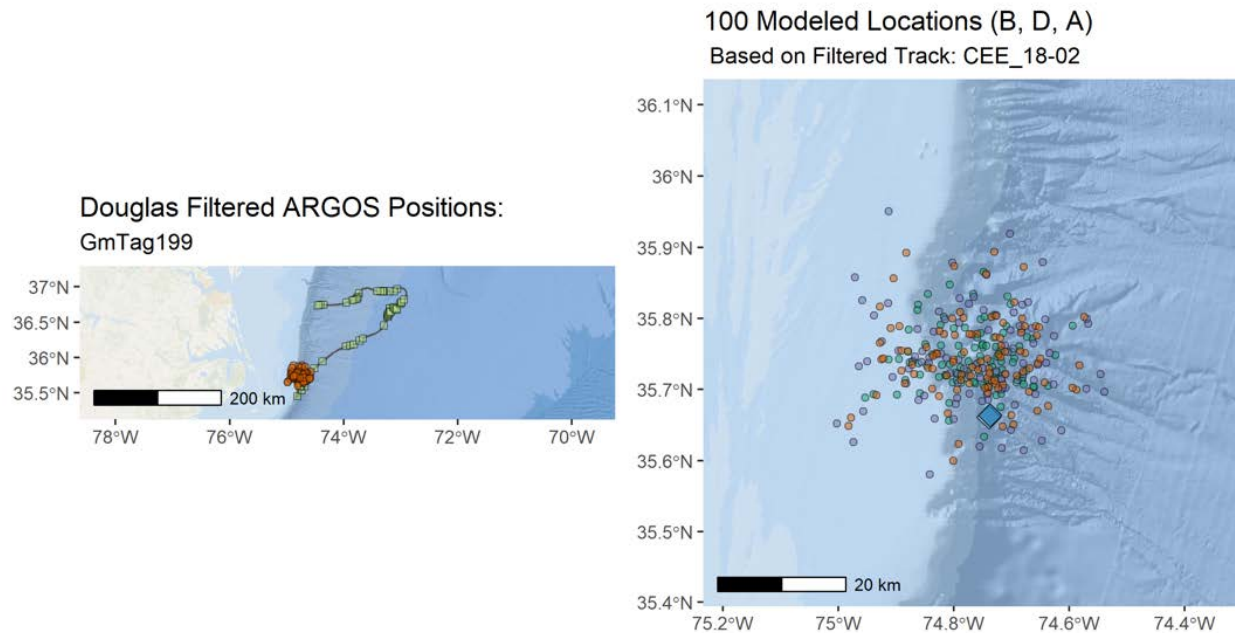 Douglas Filtered ARGOS Positions:
GmTag199
37°N
36.5°N
36°N
35.5°N
200 km
78°W
76°W
74°W
72°W
70°W
100 Modeled Locations (B, D, A)
Based on Filtered Track: CEE_18-02
36.1°N
36°N
35.9°N
35.8°N
35.7°N
35.6°N
35.5°N
35.4°N
20 km
75.2°W
75°W
74.8°W
74.6°W
74.4°W